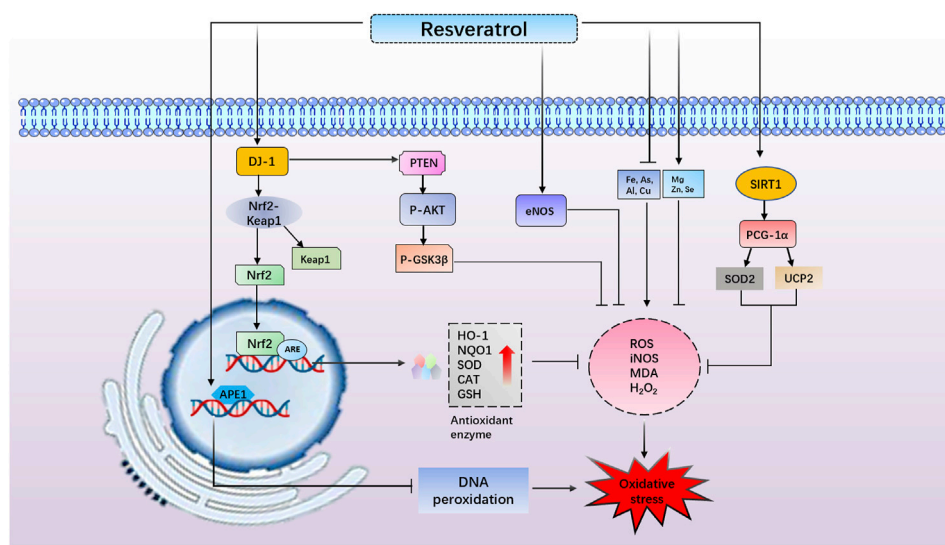 Resveratrol
DJ-1
PTEN
Fe, As,
Al, Cu
Mg
Zn, Se
SIRT1
Nrf2-
Keap1
P-AKT
eNOS
PCG-1α
Keap1
P-GSK3β
Nrf2
SOD2
UCP2
Nrf2
ARE
HO-1
NQO1
SOD
CAT
GSH
ROS
iNOS
MDA
H₂O₂
APE1
Antioxidant
enzyme
DNA
peroxidation
Oxidative
stress